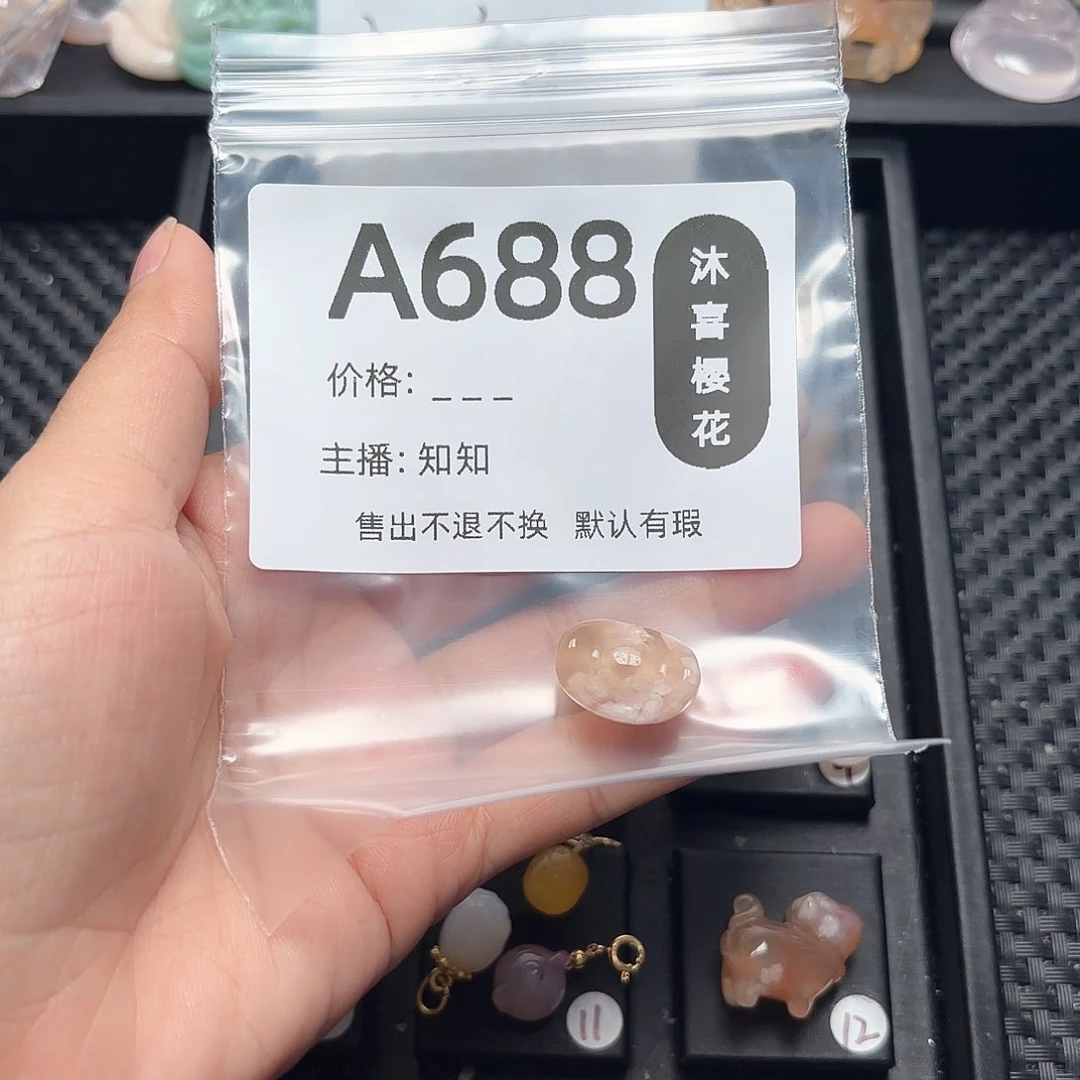 A688
沐喜樱花
价格: _ _ _
主播: 知知
售出不退不换 默认有瑕
11
12